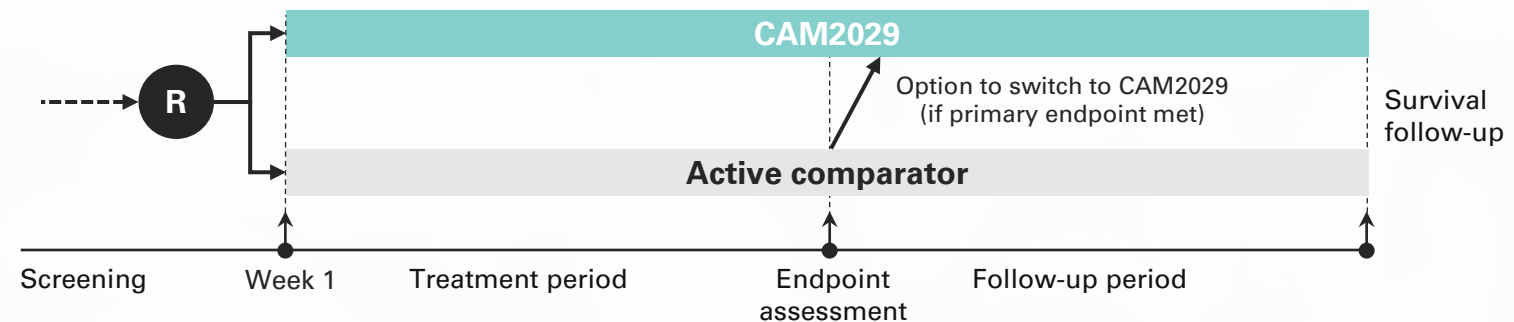 CAM2029
R
Option to switch to CAM2029
(if primary endpoint met)
Survival
follow-up
Active comparator
Screening
Week 1
Treatment period
Endpoint
assessment
Follow-up period